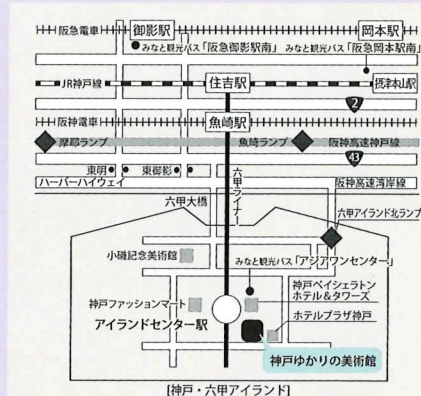 阪急電車 御影駅 岡本駅
みなと観光バス「阪急御影駅南」 みなと観光バス「阪急岡本駅南」
JR神戸線 住吉駅 摂津本山駅
2
阪神電車 魚崎駅
摩耶ランプ 魚崎ランプ 阪神高速神戸線
43
東明 東御影
ハーバーハイウェイ 阪神高速湾岸線
六甲ライナー
六甲大橋
六甲アイランド北ランプ
小磯記念美術館
みなと観光バス「アジアワンセンター」
神戸ベイシェラトン
ホテル&タワーズ
神戸ファッションマート
アイランドセンター駅
ホテルプラザ神戸
神戸ゆかりの美術館
[神戸・六甲アイランド]